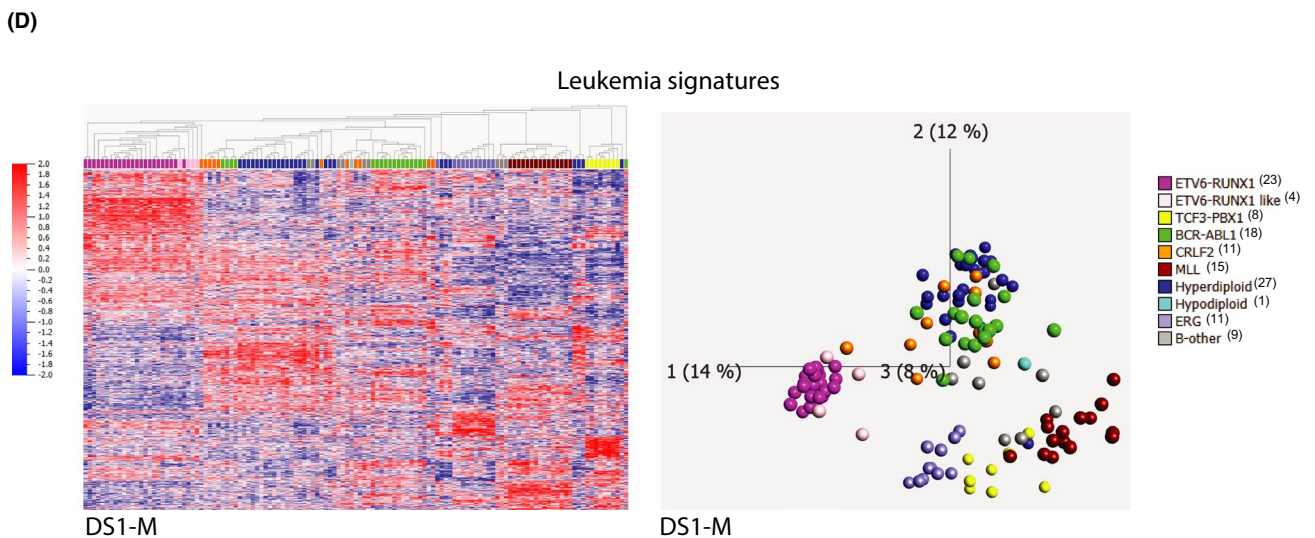 (D)
Leukemia signatures
2.0
1.8
1.6
1.4
1.2
1.0
0.8
0.6
0.4
0.2
0.0
-0.2
-0.4
-0.6
-0.8
-1.0
-1.2
-1.4
-1.6
-1.8
-2.0
DS1-M
2 (12 %)
1 (14 %)
3 (8 %)
DS1-M
ETV6-RUNX1 (23)
ETV6-RUNX1 like (4)
TCF3-PBX1 (8)
BCR-ABL1 (18)
CRLF2 (11)
MLL (15)
Hyperdiploid (27)
Hypodiploid (1)
ERG (11)
B-other (9)